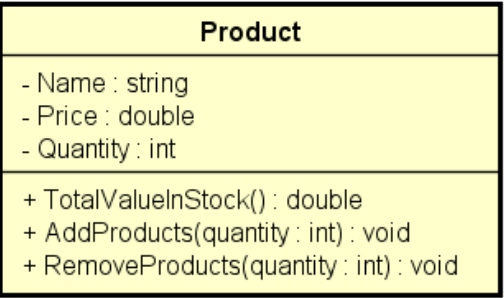 Product
- Name : string
- Price : double
- Quantity : int
+ TotalValueInStock() : double
+ AddProducts(quantity : int) : void
+ RemoveProducts(quantity : int) : void